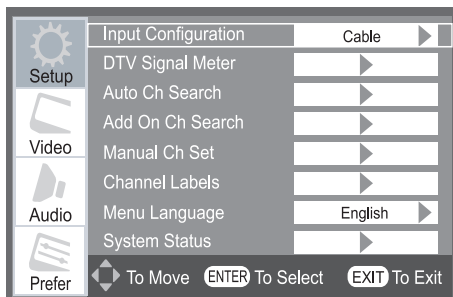 Setup
Video
Audio
Prefer
Input Configuration Cable
DTV Signal Meter
Auto Ch Search
Add On Ch Search
Manual Ch Set
Channel Labels
Menu Language English
System Status
To Move ENTER To Select EXIT To Exit